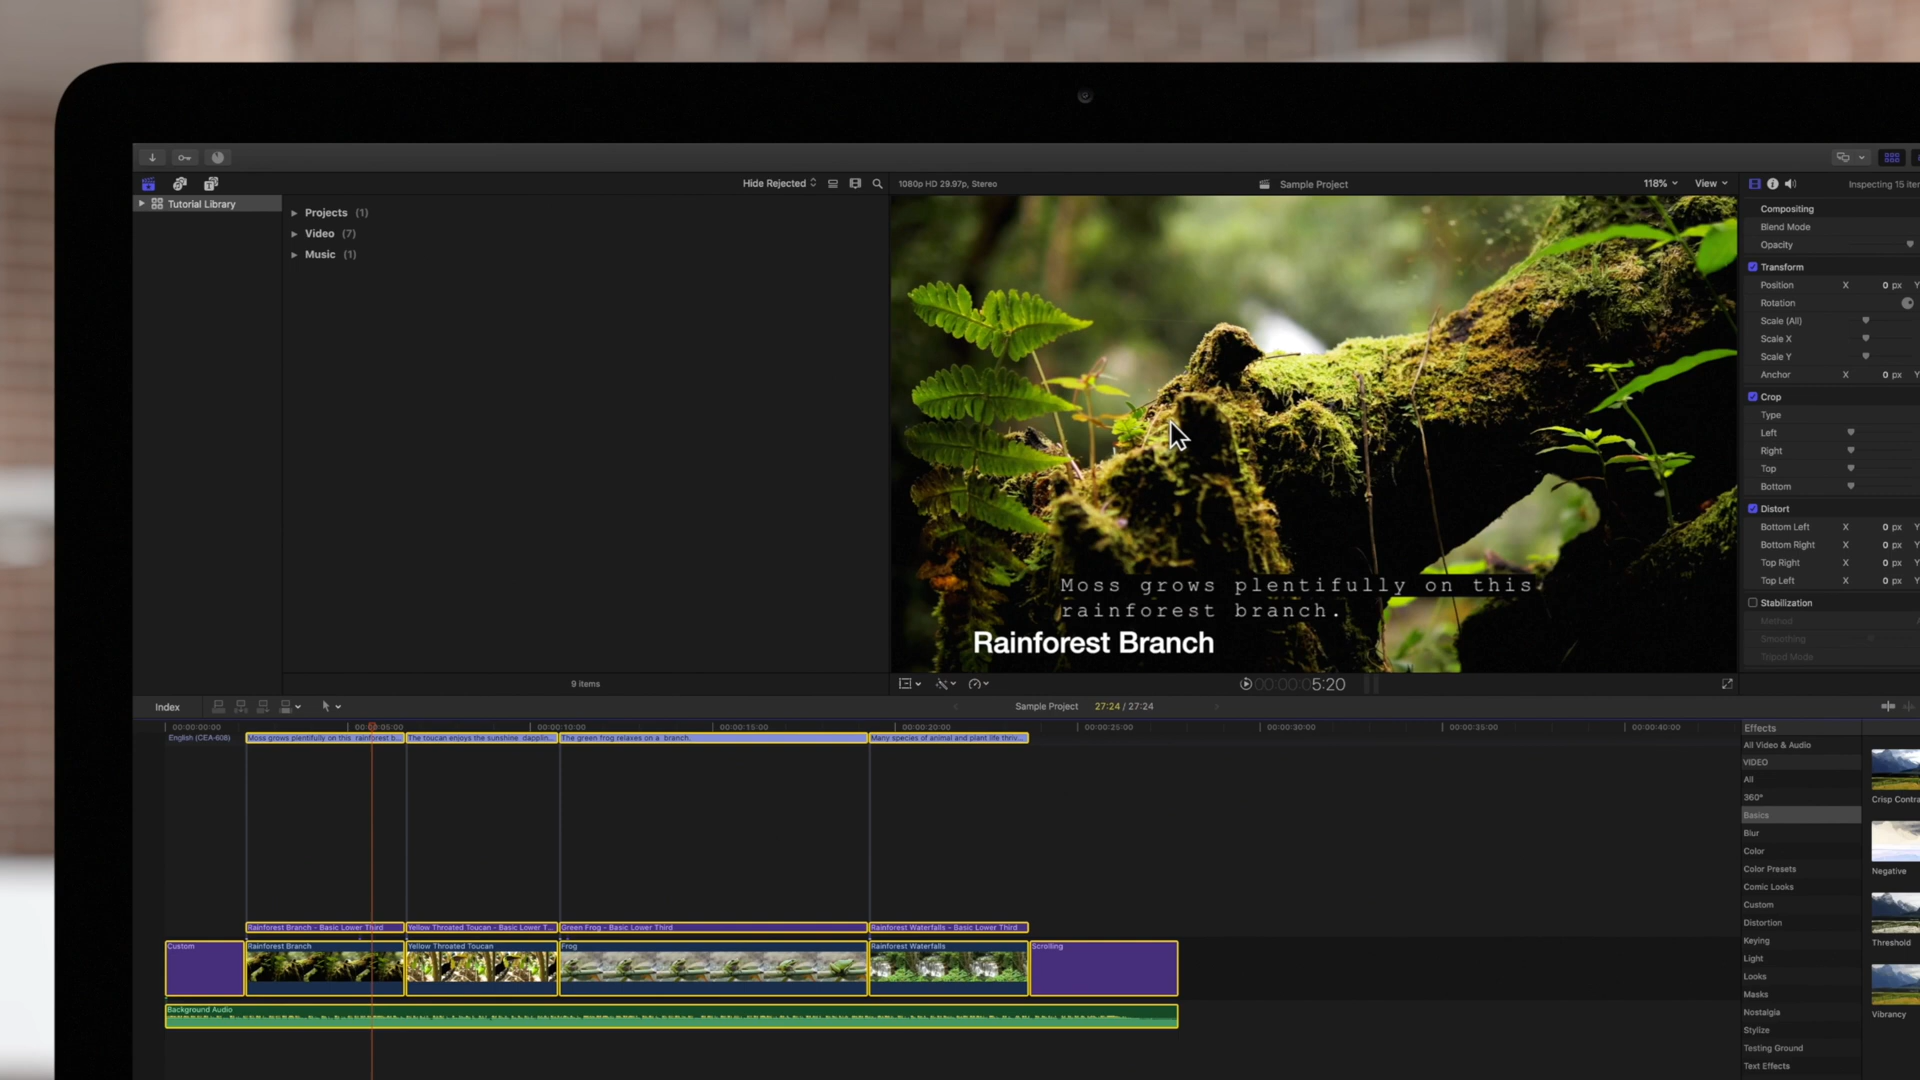 Hide Rejected
1080p HD 29.97p, Stereo
Sample Project
118%
View
Inspecting 15
Tutorial Library
Projects (1)
Video (7)
Music (1)
9 items
Moss grows plentifully on this
rainforest branch.
Rainforest Branch
00:00:05:20
Compositing
Blend Mode
Opacity
Transform
Position X 0 px Y
Rotation
Scale (All)
Scale X
Scale Y
Anchor X 0 px Y
Crop
Type
Left
Right
Top
Bottom
Distort
Bottom Left X 0 px Y
Bottom Right X 0 px Y
Top Right X 0 px Y
Top Left X 0 px Y
Stabilization
Method
Smoothing
Tripod Mode
Index
Sample Project 27:24 / 27:24
00:00:00:00 00:00:05:00 00:00:10:00 00:00:15:00 00:00:20:00 00:00:25:00 00:00:30:00 00:00:35:00 00:00:40:00
English (CEA-608)
Moss grows plentifully on this rainforest b...
The toucan enjoys the sunshine dapplin...
The green frog relaxes on a branch.
Many species of animal and plant life thriv...
Rainforest Branch - Basic Lower Third
Yellow Throated Toucan - Basic Lower T...
Green Frog - Basic Lower Third
Rainforest Waterfalls - Basic Lower Third
Custom
Rainforest Branch
Yellow Throated Toucan
Frog
Rainforest Waterfalls
Scrolling
Background Audio
Effects
All Video & Audio
VIDEO
All
360°
Basics
Blur
Color
Color Presets
Comic Looks
Custom
Distortion
Keying
Light
Looks
Masks
Nostalgia
Stylize
Testing Ground
Text Effects
Crisp
Negative
Threshold
Vibrancy